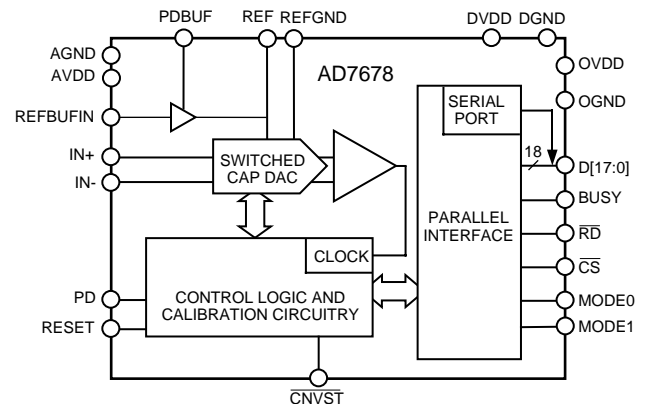 PDBUF REF REFGND DVDD DGND
AGND
AVDD
AD7678
OVDD
OGND
REFBUFIN
SERIAL
PORT
IN+
IN-
SWITCHED
CAP DAC
18
D[17:0]
BUSY
PARALLEL
INTERFACE
RD
CS
CLOCK
CONTROL LOGIC AND
CALIBRATION CIRCUITRY
PD
RESET
MODE0
MODE1
CNVST